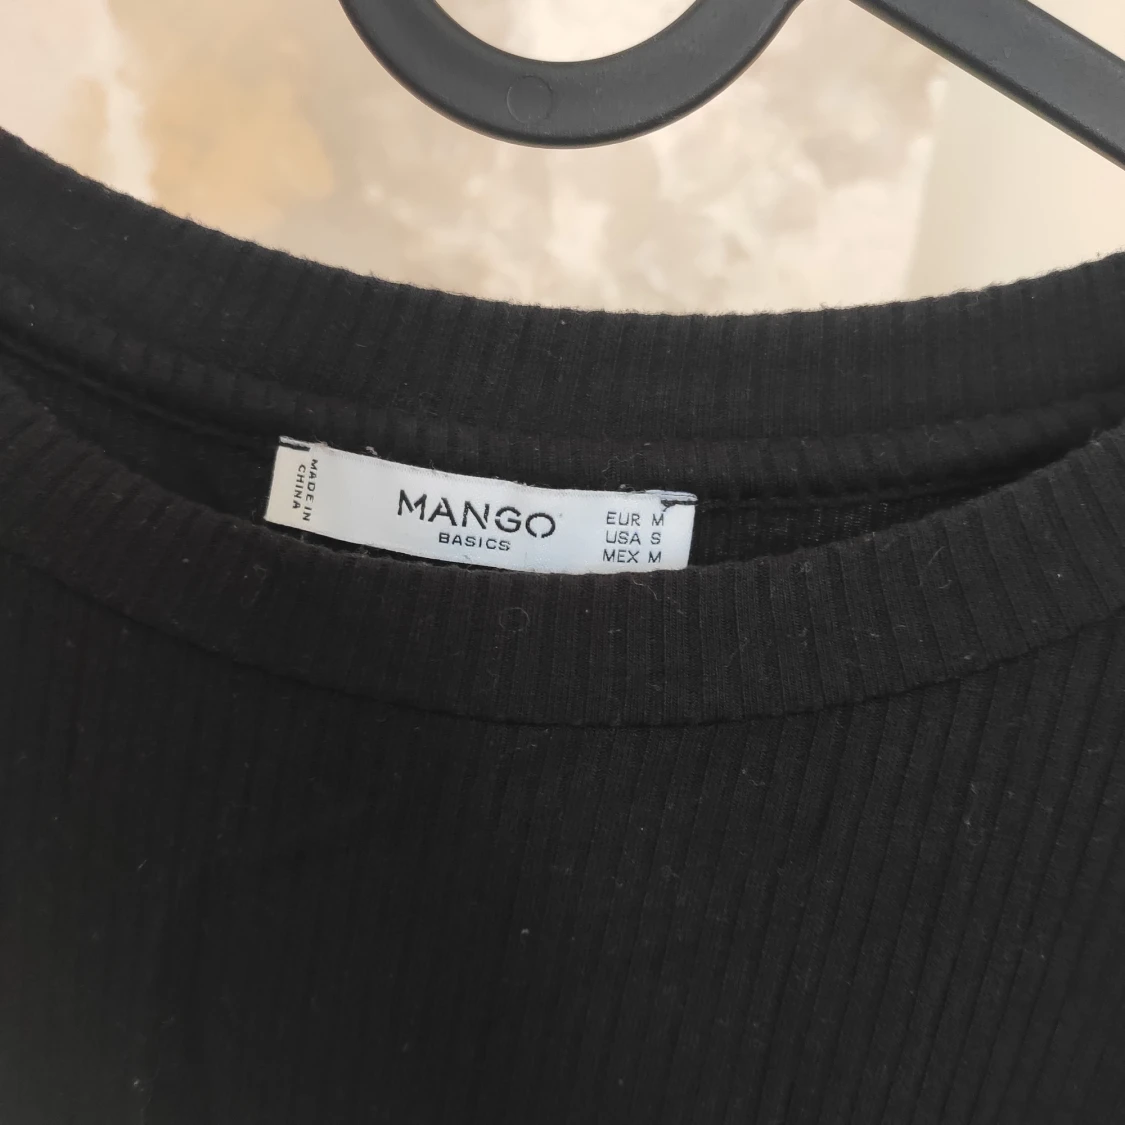 MADE IN
CHINA
MANGO
BASICS
EUR M
USA S
MEX M